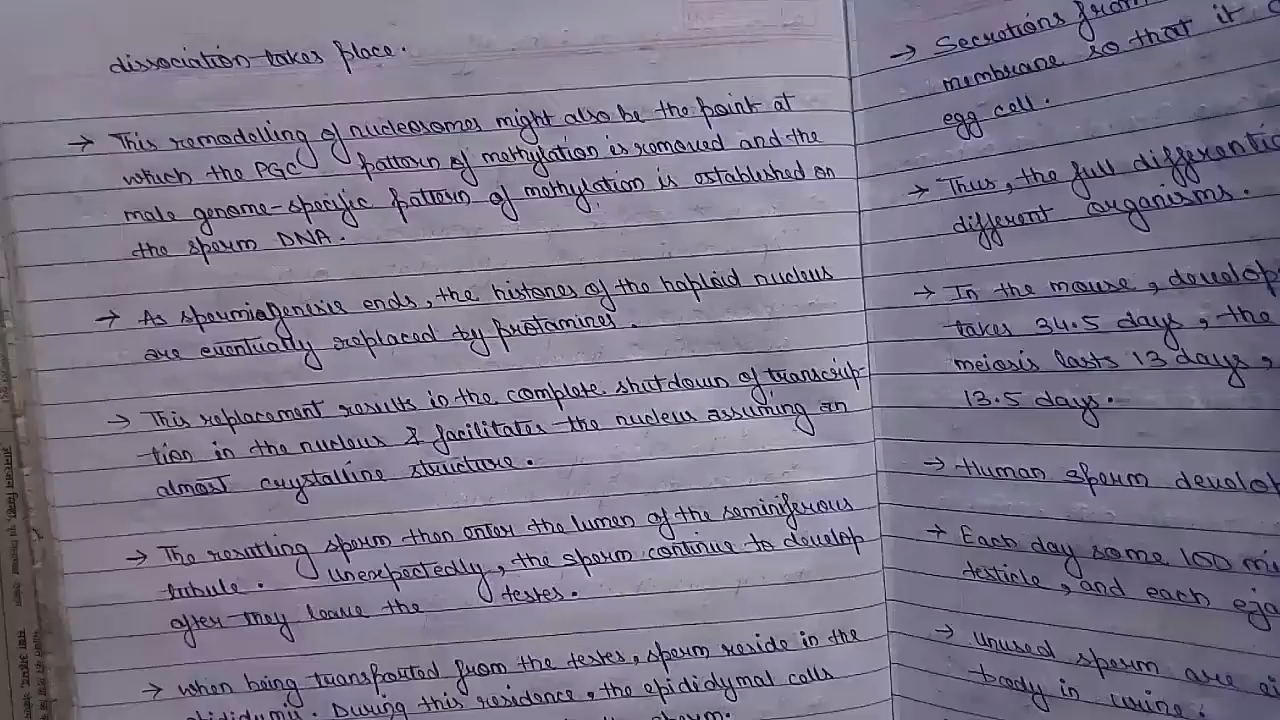 dissociation takes place.
→ This remodelling of nucleosomes might also be the point at
which the PGC pattern of methylation is removed and the
male genome-specific pattern of methylation is established on
the sperm DNA.
→ As spermiogenesis ends, the histones of the haploid nucleus
are eventually replaced by protamines.
→ This replacement results in the complete shutdown of transcrip-
tion in the nucleus & facilitates the nucleus assuming an
almost crystalline structure.
→ The resulting sperm then enter the lumen of the seminiferous
tubule. Unexpectedly, the sperm continue to develop
after they leave the testes.
→ When being transported from the testes, sperm reside in the
During this residence, the epididymal cells
→ Secretions from
membrane so that it
egg cell.
→ Thus, the full
different organisms.
→ In the mouse,
takes 34.5 days, the
meiosis lasts 13 days,
13.5 days.
→ Human sperm
→ Each day some 100
testicle, and each
→ Unused sperm are
body in urine.